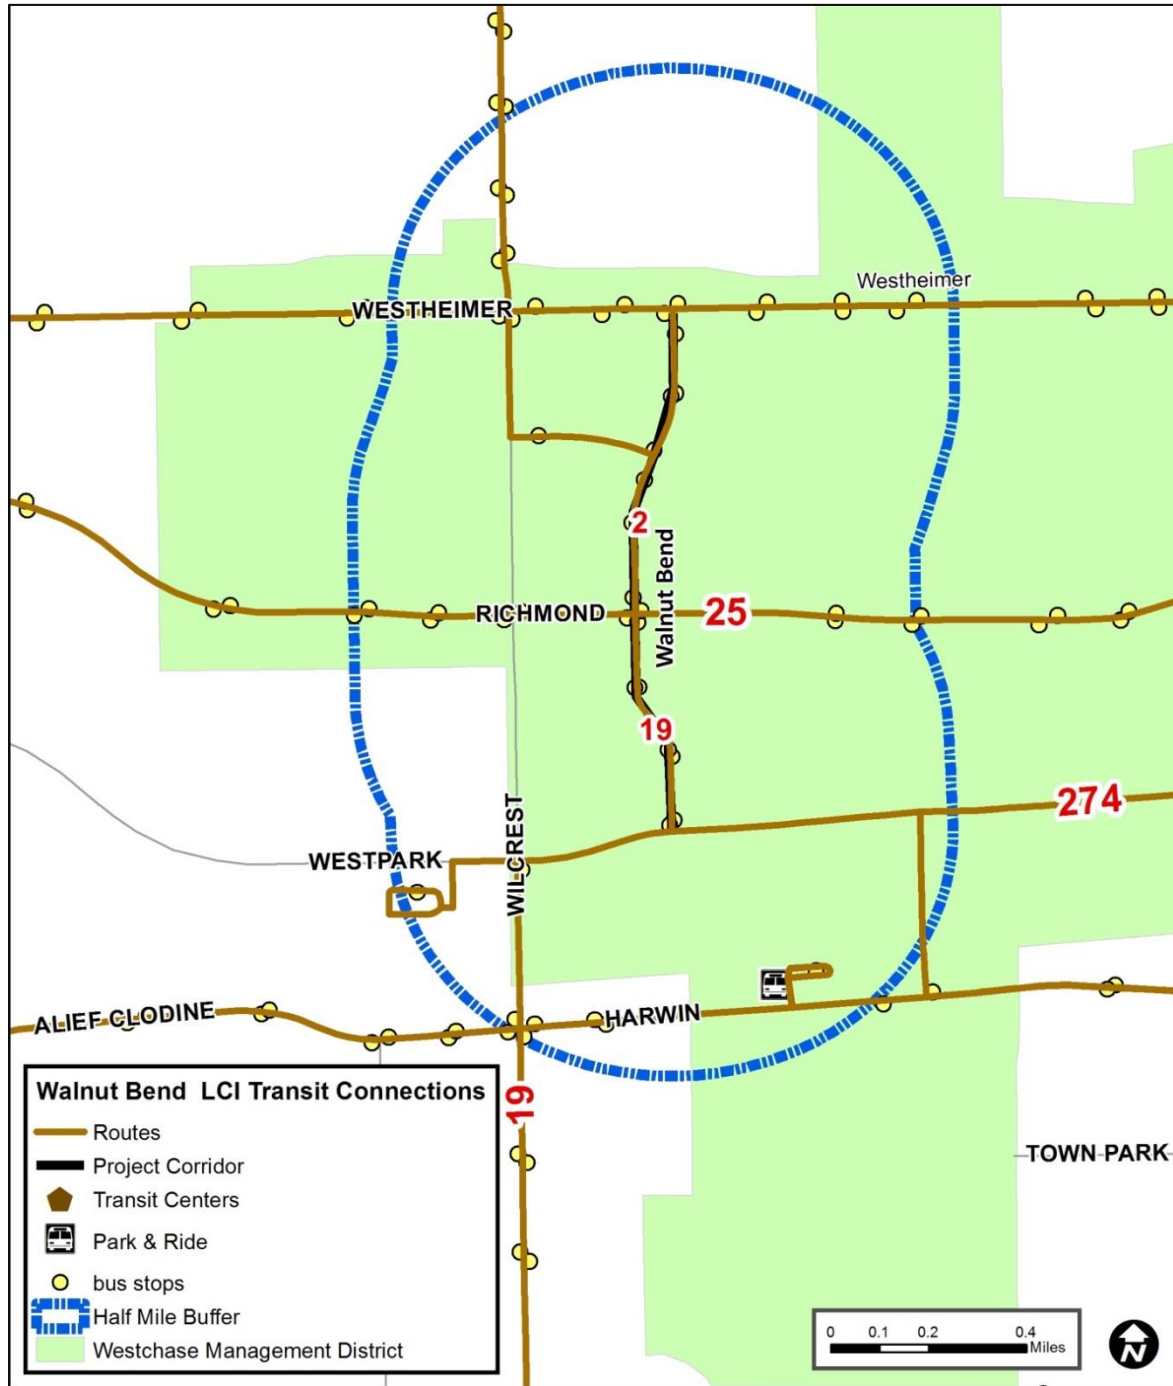 Westheimer
WESTHEIMER
2
Walnut Bend
RICHMOND
25
19
274
WILCREST
WESTPARK
ALIEF CLODINE
HARWIN
19
TOWN PARK
Walnut Bend LCI Transit Connections
Routes
Project Corridor
Transit Centers
Park & Ride
bus stops
Half Mile Buffer
Westchase Management District
0 0.1 0.2 0.4
Miles
N